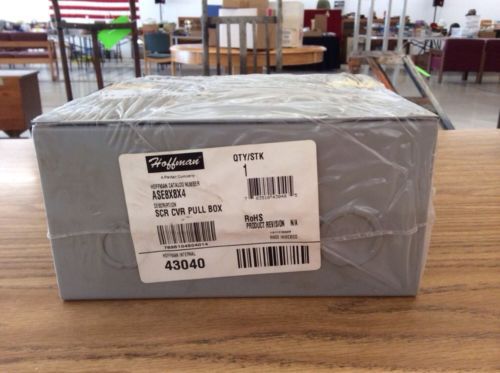 Hoffman
A Pentair Company
HOFFMAN CATALOG NUMBER
ASE8X8X4
DESCRIPTION
SCR CVR PULL BOX
HOFFMAN INTERNAL
43040
QTY/STK
1
RoHS
PRODUCT REVISION N/A